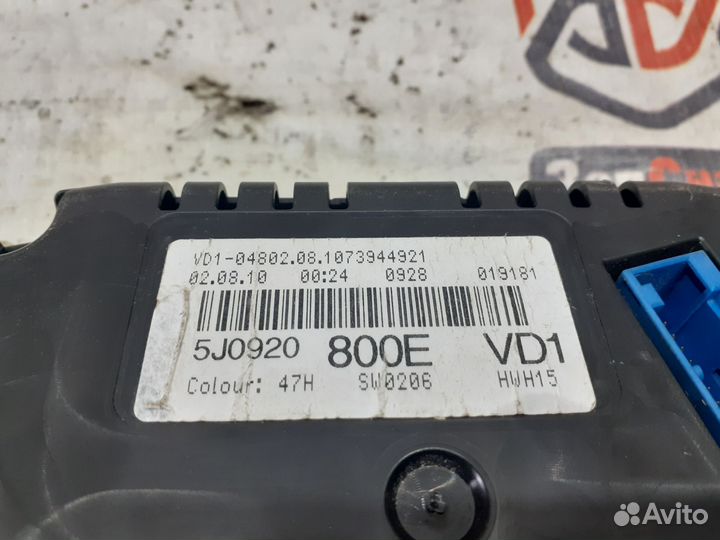 VD1-04802.08.1073944921
02.08.10 00:24 0928 019181
5J0920 800E VD1
Colour: 47H SW0206 HWH15
Avito